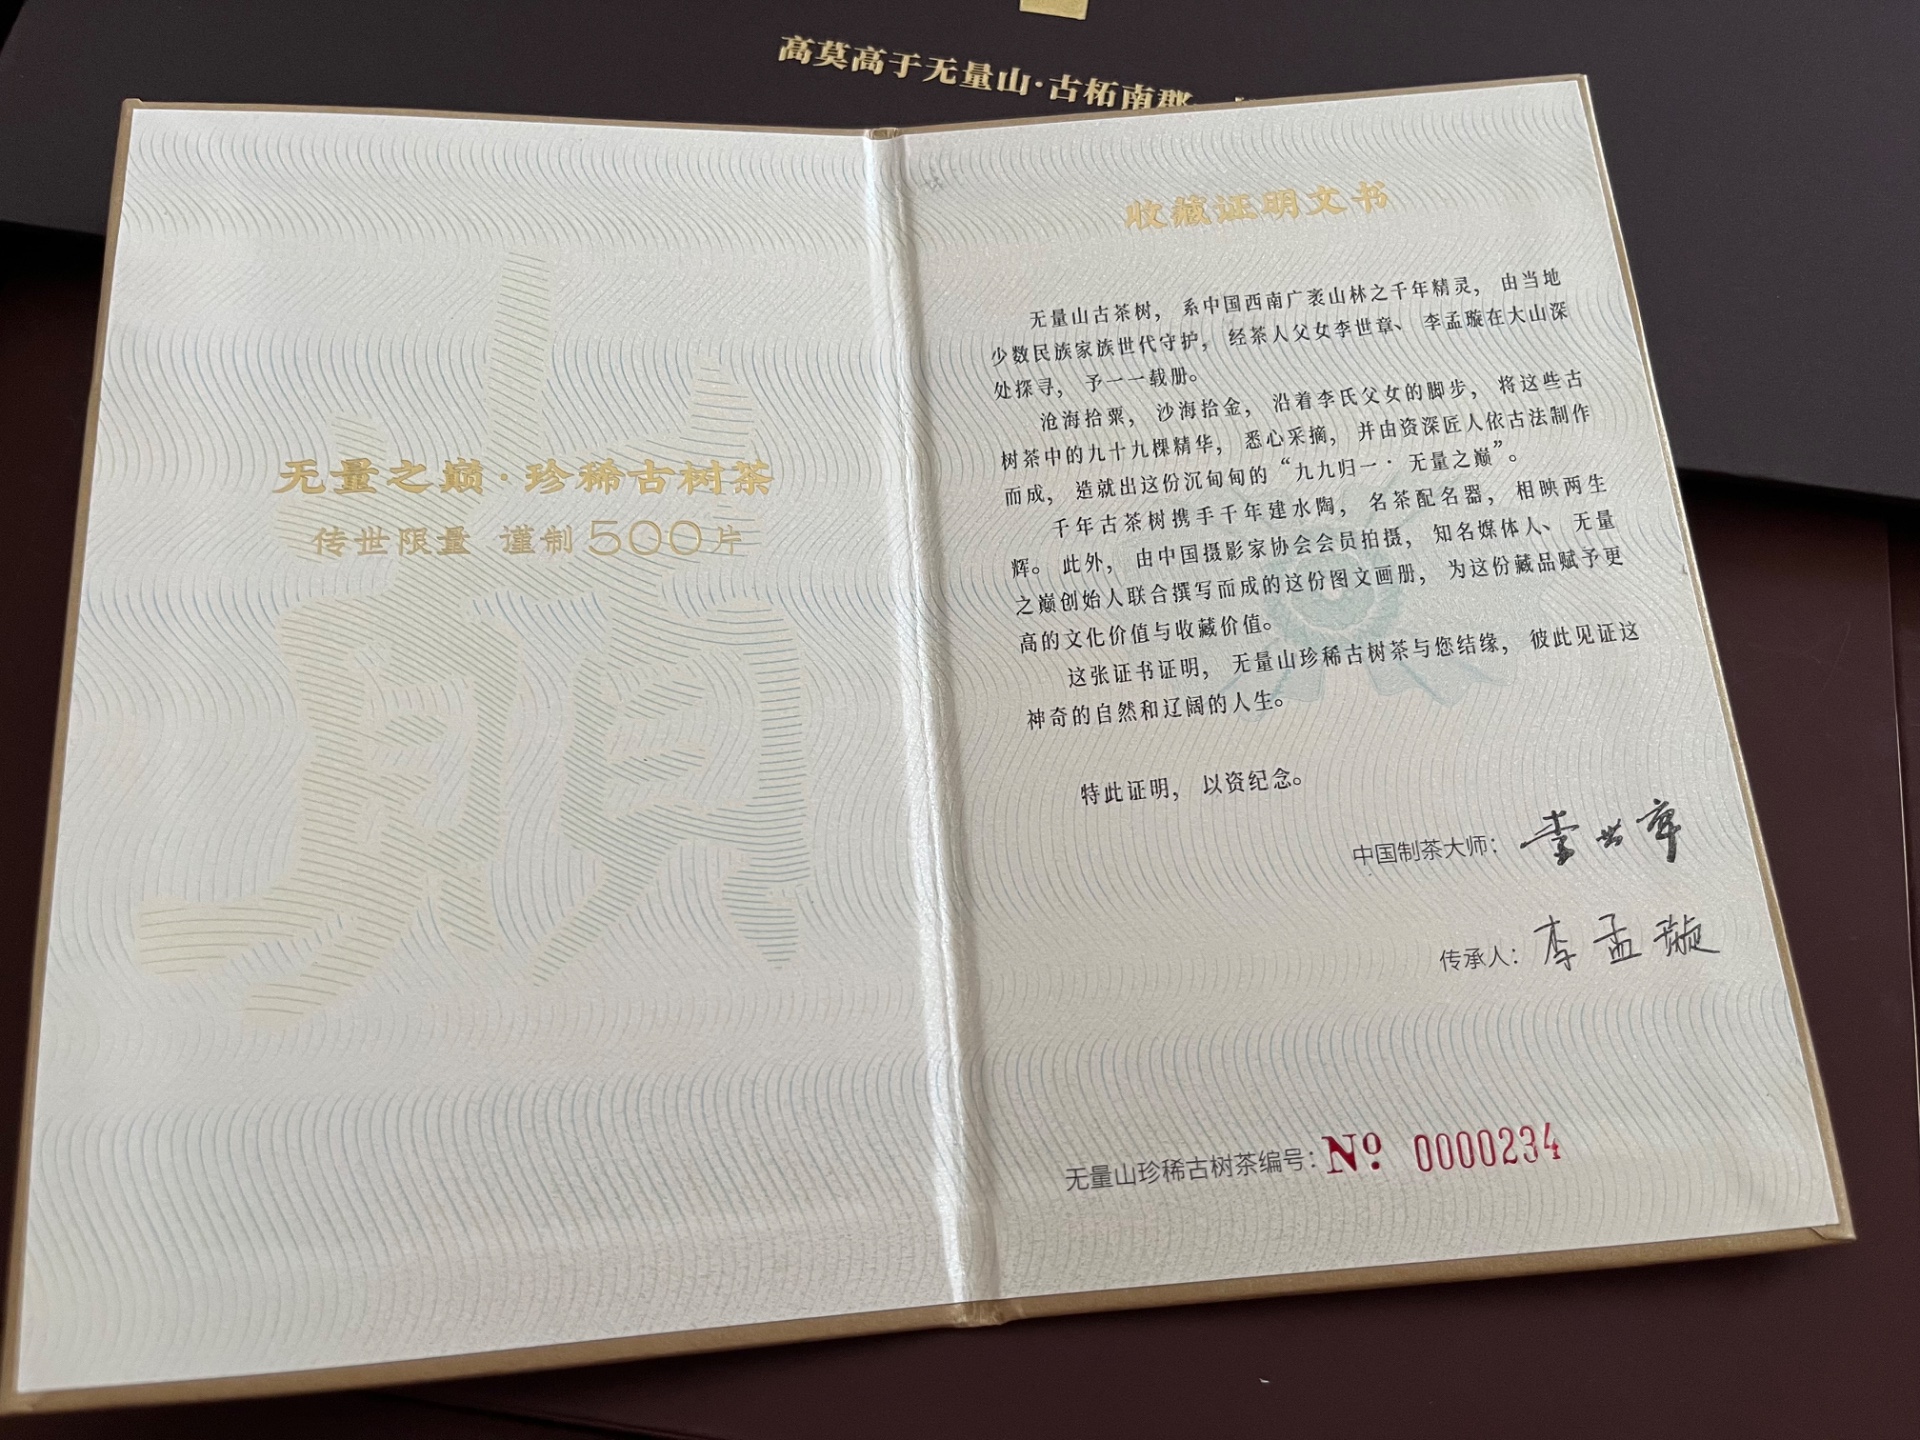 高莫高于无量山·古柘南郡
无量之巅·珍稀古树茶
传世限量 谨制500片
巅
收藏证明文书
无量山古茶树，系中国西南广袤山林之千年精灵，由当地
少数民族家族世代守护，经茶人父女李世章、李孟璇在大山深
处探寻，予一一载册。
沧海拾粟，沙海拾金，沿着李氏父女的脚步，将这些古
树茶中的九十九棵精华，悉心采摘，并由资深匠人依古法制作
而成，造就出这份沉甸甸的“九九归一·无量之巅”。
千年古茶树携手千年建水陶，名茶配名器，相映两生
辉。此外，由中国摄影家协会会员拍摄，知名媒体人、无量
之巅创始人联合撰写而成的这份图文画册，为这份藏品赋予更
高的文化价值与收藏价值。
这张证书证明，无量山珍稀古树茶与您结缘，彼此见证这
神奇的自然和辽阔的人生。
特此证明，以资纪念。
中国制茶大师：李世章
传承人：李孟璇
无量山珍稀古树茶编号：Nº 0000234